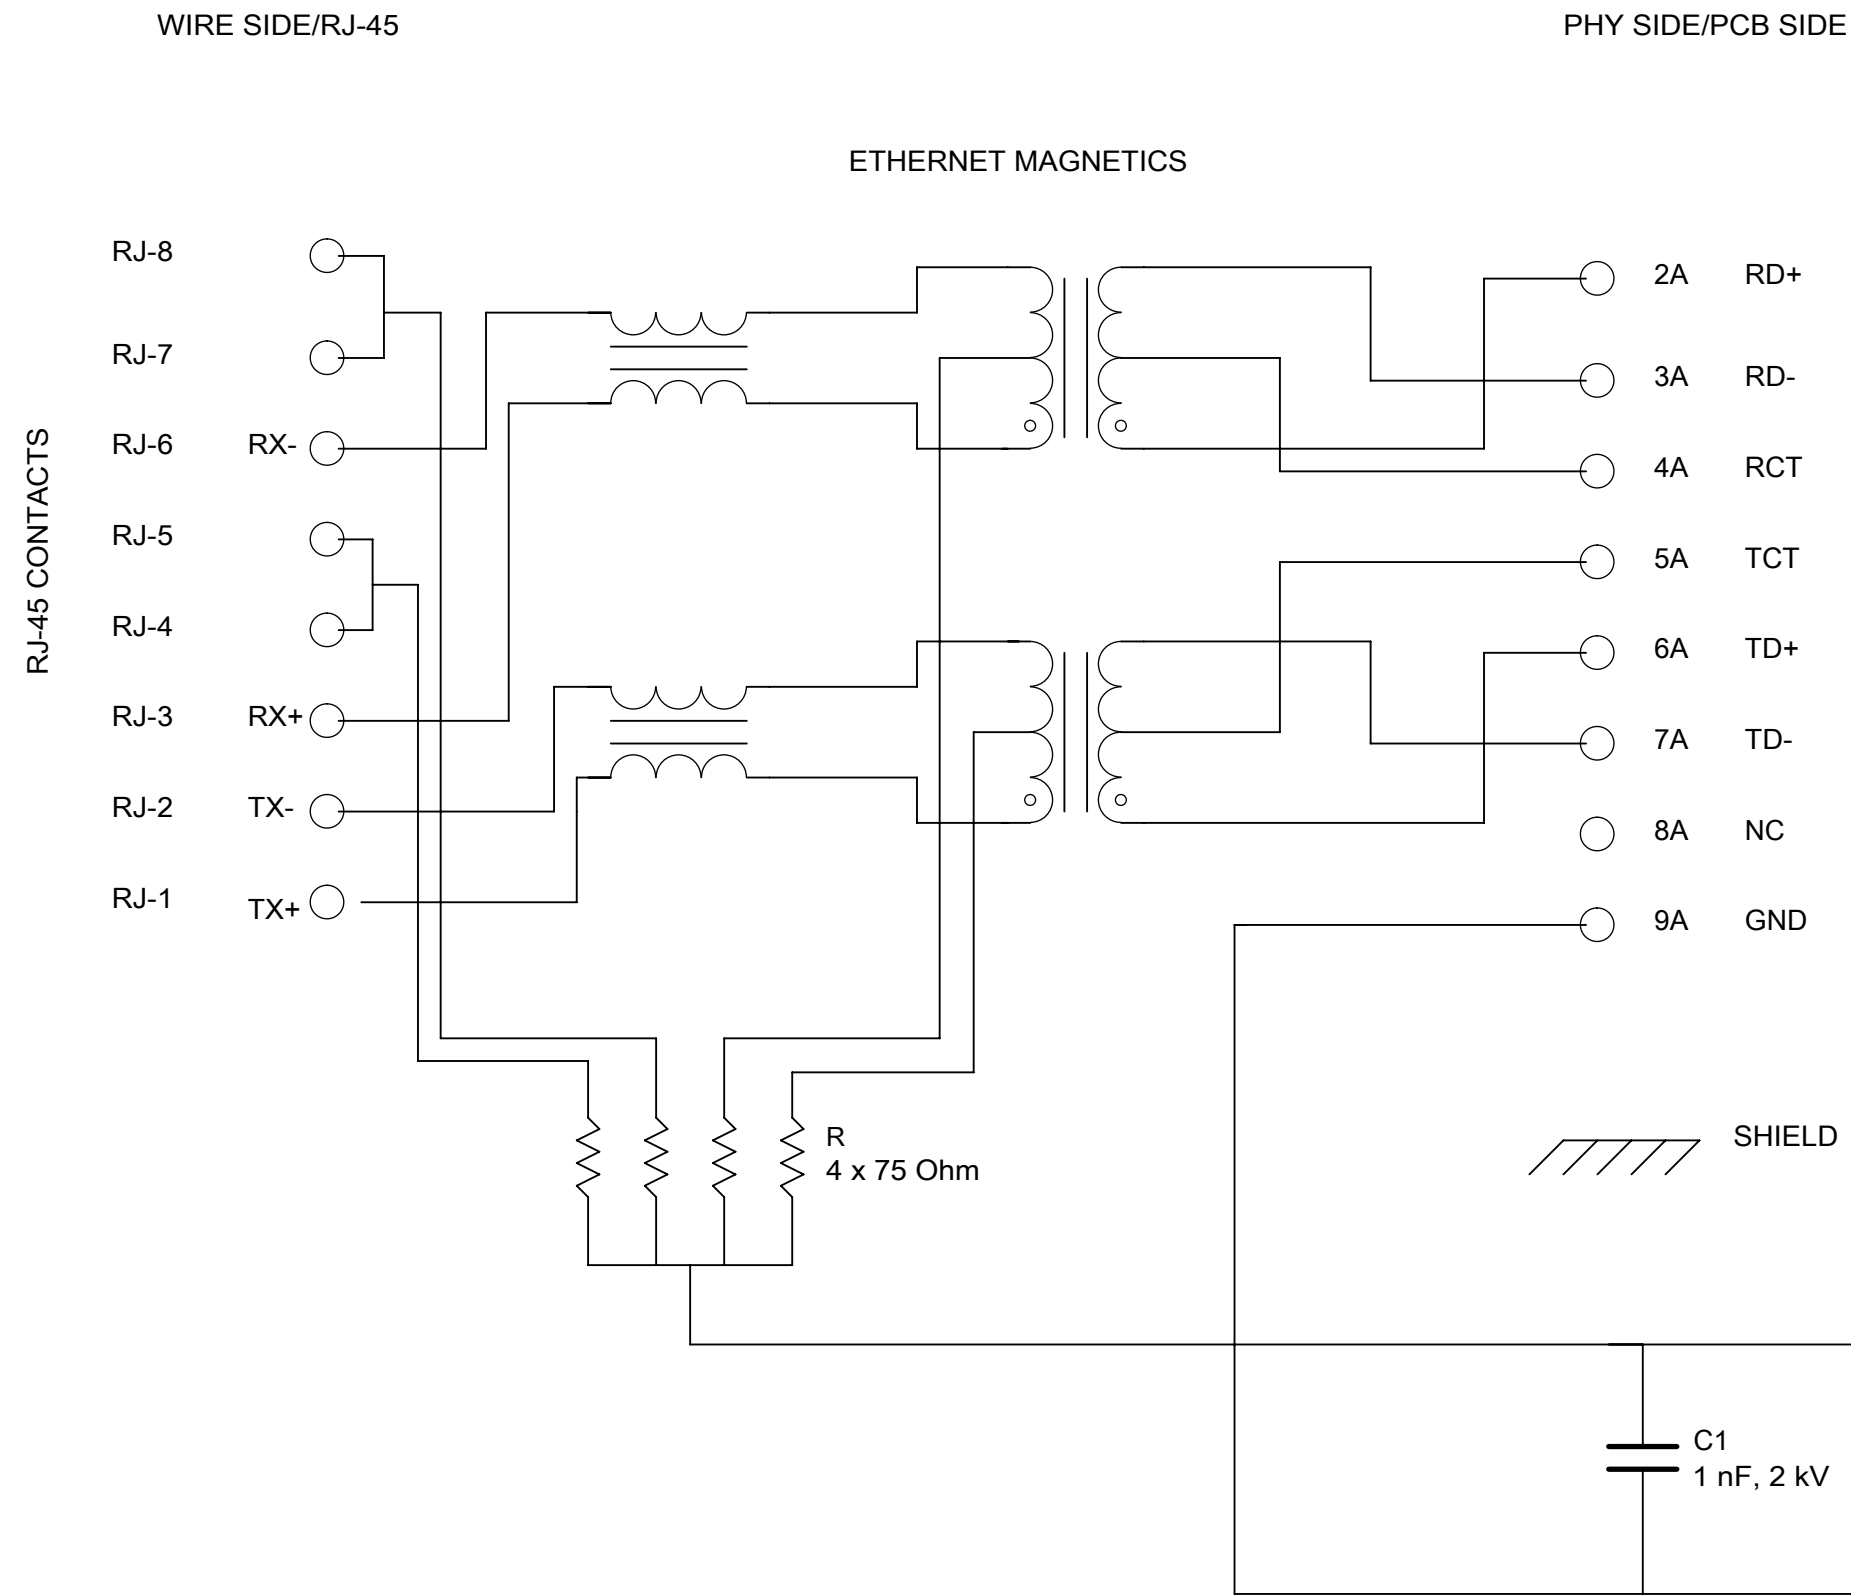 WIRE SIDE/RJ-45
PHY SIDE/PCB SIDE
ETHERNET MAGNETICS
RJ-45 CONTACTS
RJ-8
RJ-7
RJ-6 RX-
RJ-5
RJ-4
RJ-3 RX+
RJ-2 TX-
RJ-1 TX+
2A RD+
3A RD-
4A RCT
5A TCT
6A TD+
7A TD-
8A NC
9A GND
R
4 x 75 Ohm
SHIELD
C1
1 nF, 2 kV